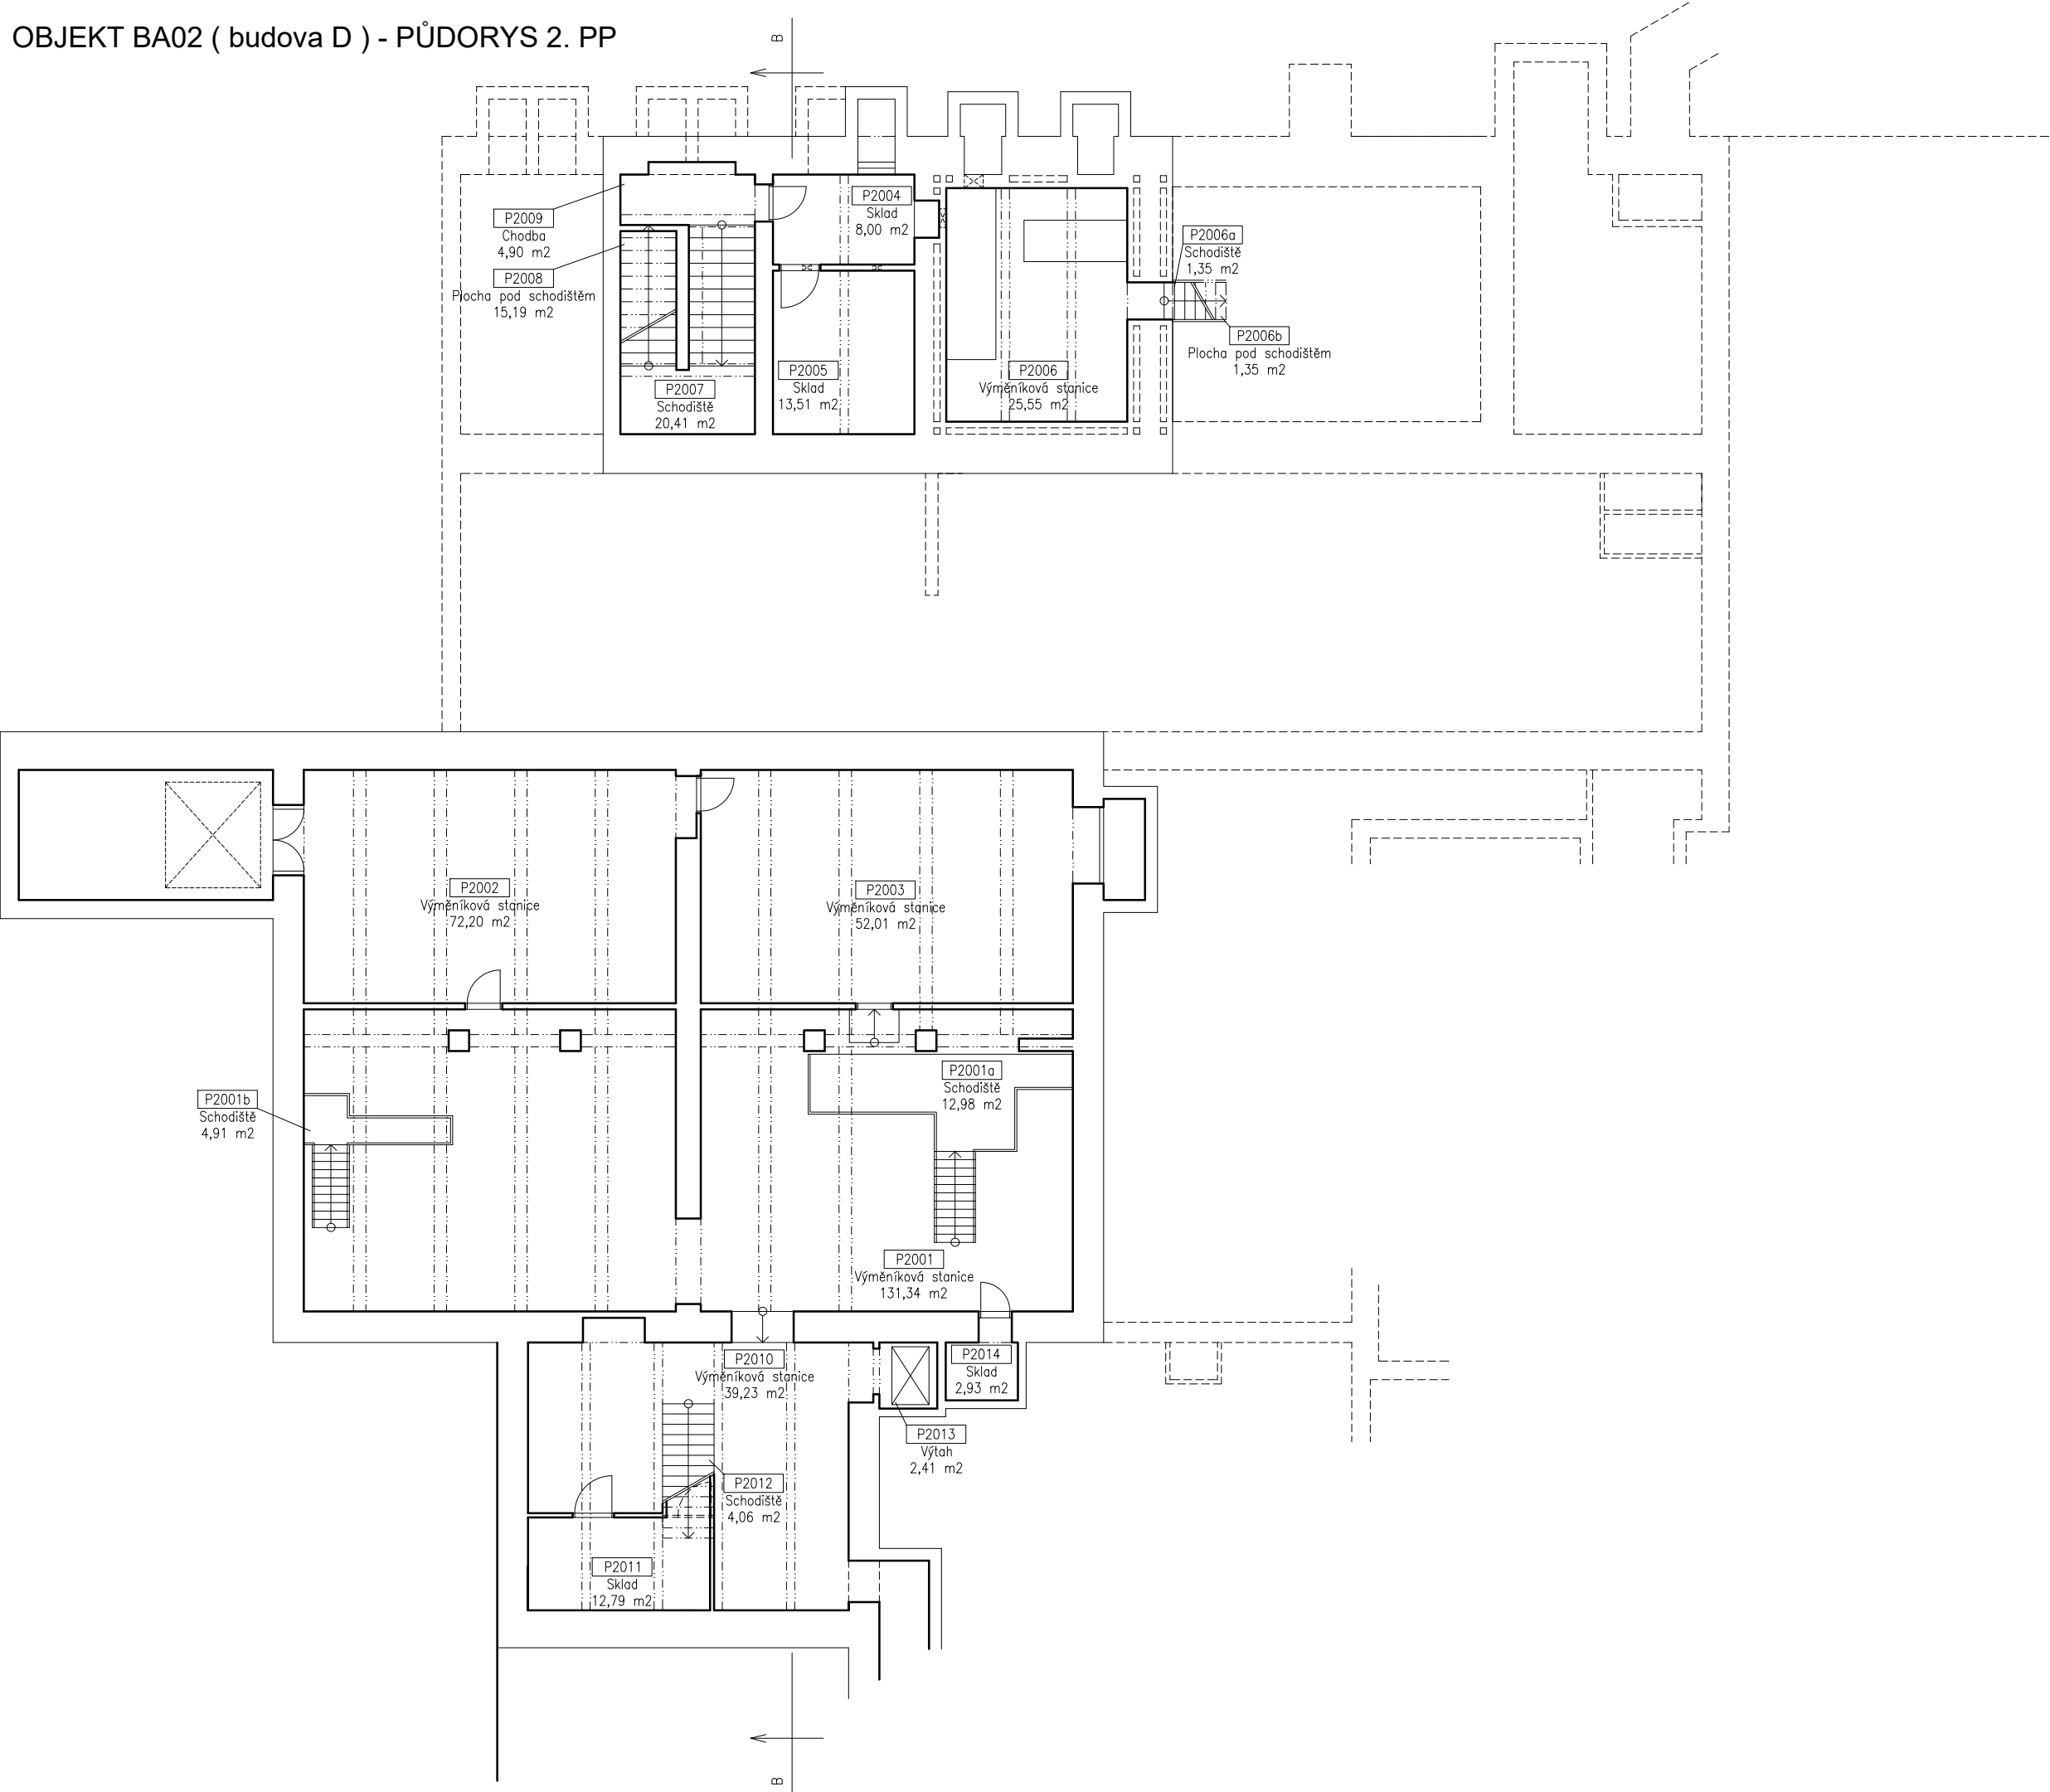 OBJEKT BA02 ( budova D ) - PŮDORYS 2. PP
B
P2004
Sklad
8,00 m2
P2009
Chodba
4,90 m2
P2006a
Schodiště
1,35 m2
P2008
Plocha pod schodištěm
15,19 m2
P2006b
Plocha pod schodištěm
1,35 m2
P2005
Sklad
13,51 m2
P2006
Výměníková stanice
25,55 m2
P2007
Schodiště
20,41 m2
P2002
Výměníková stanice
72,20 m2
P2003
Výměníková stanice
52,01 m2
P2001a
Schodiště
12,98 m2
P2001b
Schodiště
4,91 m2
P2001
Výměníková stanice
131,34 m2
P2010
Výměníková stanice
39,23 m2
P2014
Sklad
2,93 m2
P2013
Výtah
2,41 m2
P2012
Schodiště
4,06 m2
P2011
Sklad
12,79 m2
B